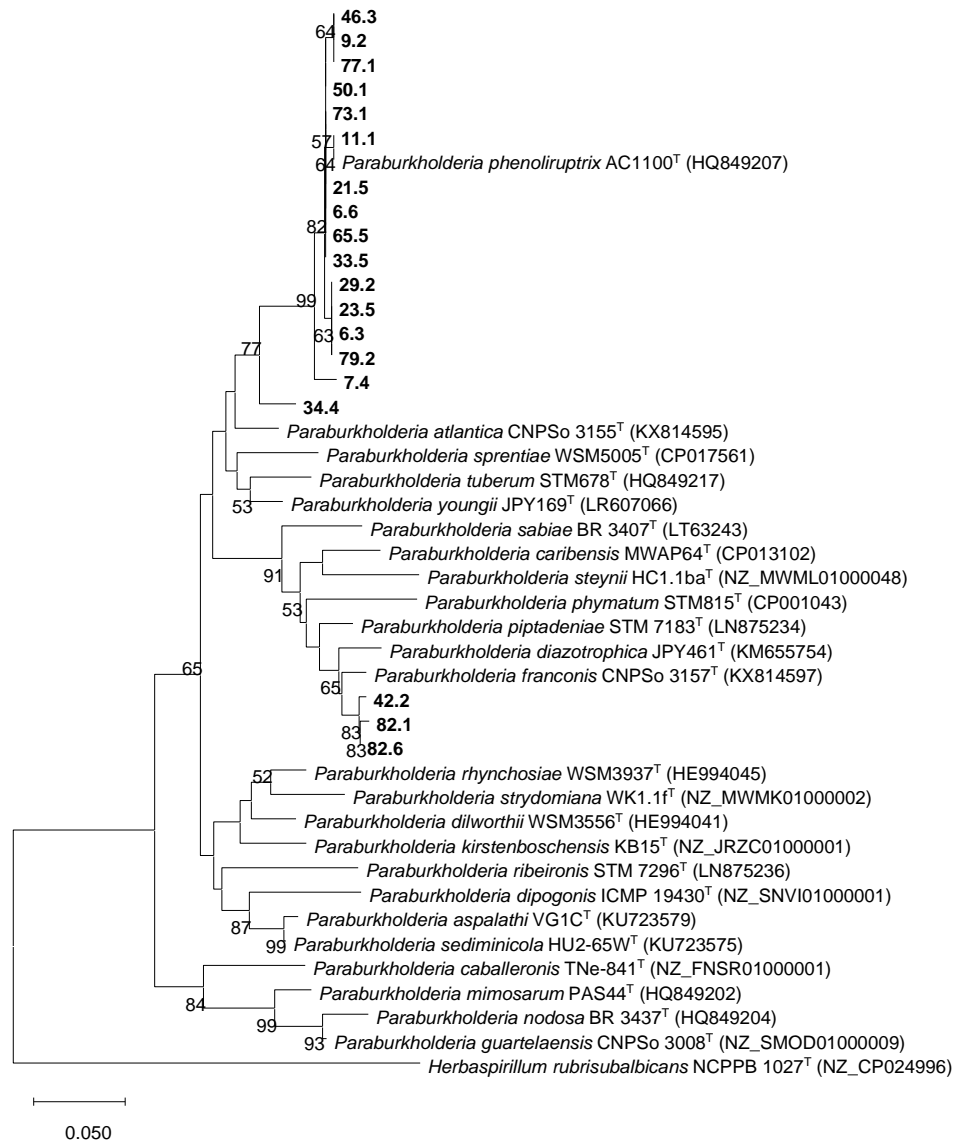 46.3
64
9.2
77.1
50.1
73.1
11.1
57
Paraburkholderia phenoliruptrix AC1100ᵀ (HQ849207)
64
21.5
6.6
82
65.5
33.5
29.2
99
23.5
6.3
63
79.2
77
7.4
34.4
Paraburkholderia atlantica CNPSo 3155ᵀ (KX814595)
Paraburkholderia sprentiae WSM5005ᵀ (CP017561)
Paraburkholderia tuberum STM678ᵀ (HQ849217)
53
Paraburkholderia youngii JPY169ᵀ (LR607066)
Paraburkholderia sabiae BR 3407ᵀ (LT63243)
Paraburkholderia caribensis MWAP64ᵀ (CP013102)
91
Paraburkholderia steynii HC1.1baᵀ (NZ_MWML01000048)
Paraburkholderia phymatum STM815ᵀ (CP001043)
53
Paraburkholderia piptadeniae STM 7183ᵀ (LN875234)
Paraburkholderia diazotrophica JPY461ᵀ (KM655754)
65
Paraburkholderia franconis CNPSo 3157ᵀ (KX814597)
65
42.2
82.1
83
83
82.6
Paraburkholderia rhynchosiae WSM3937ᵀ (HE994045)
52
Paraburkholderia strydomiana WK1.1fᵀ (NZ_MWMK01000002)
Paraburkholderia dilworthii WSM3556ᵀ (HE994041)
Paraburkholderia kirstenboschensis KB15ᵀ (NZ_JRZC01000001)
Paraburkholderia ribeironis STM 7296ᵀ (LN875236)
Paraburkholderia dipogonis ICMP 19430ᵀ (NZ_SNVI01000001)
Paraburkholderia aspalathi VG1Cᵀ (KU723579)
87
Paraburkholderia sediminicola HU2-65Wᵀ (KU723575)
99
Paraburkholderia caballeronis TNe-841ᵀ (NZ_FNSR01000001)
Paraburkholderia mimosarum PAS44ᵀ (HQ849202)
84
Paraburkholderia nodosa BR 3437ᵀ (HQ849204)
99
Paraburkholderia guartelaensis CNPSo 3008ᵀ (NZ_SMOD01000009)
93
Herbaspirillum rubrisubalbicans NCPPB 1027ᵀ (NZ_CP024996)
0.050